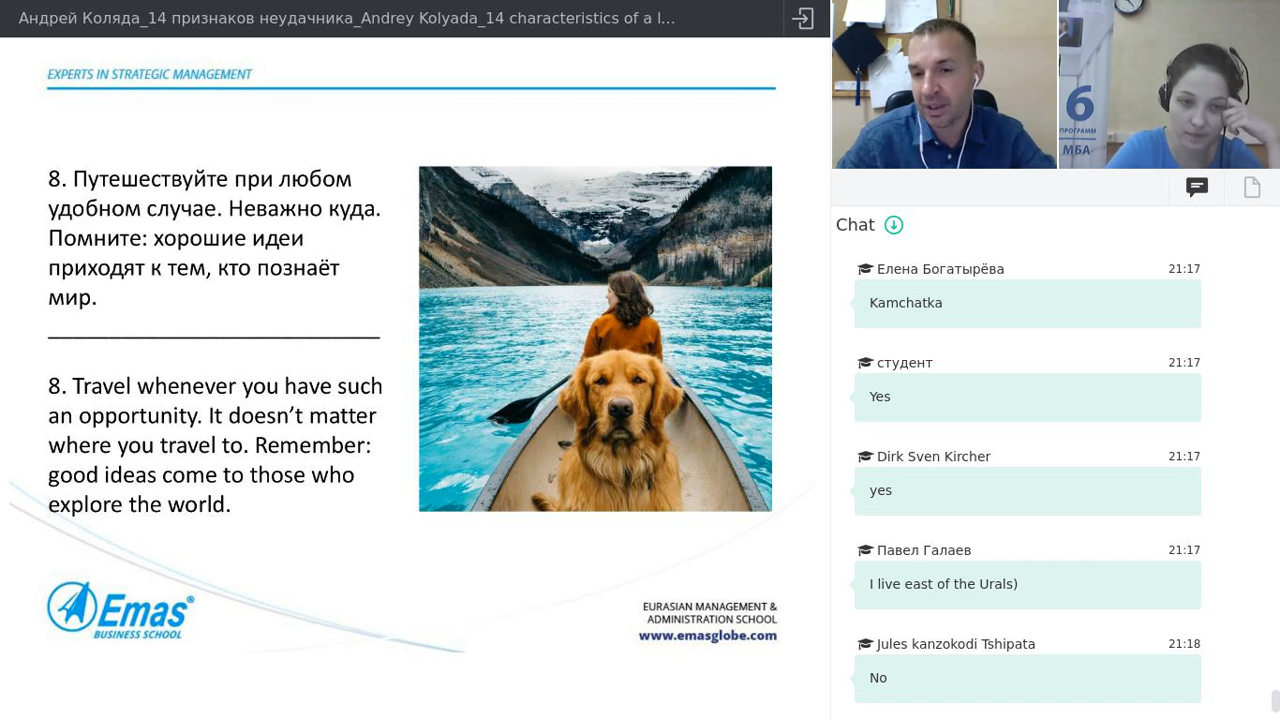 Андрей Коляда_14 признаков неудачника_Andrey Kolyada_14 characteristics of a l...
EXPERTS IN STRATEGIC MANAGEMENT
8. Путешествуйте при любом
удобном случае. Неважно куда.
Помните: хорошие идеи
приходят к тем, кто познаёт
мир.
8. Travel whenever you have such
an opportunity. It doesn’t matter
where you travel to. Remember:
good ideas come to those who
explore the world.
Emas®
BUSINESS SCHOOL
EURASIAN MANAGEMENT &
ADMINISTRATION SCHOOL
www.emasglobe.com
6
ПРОГРАММ
МБА
Chat
Елена Богатырёва 21:17
Kamchatka
студент 21:17
Yes
Dirk Sven Kircher 21:17
yes
Павел Галаев 21:17
I live east of the Urals)
Jules kanzokodi Tshipata 21:18
No